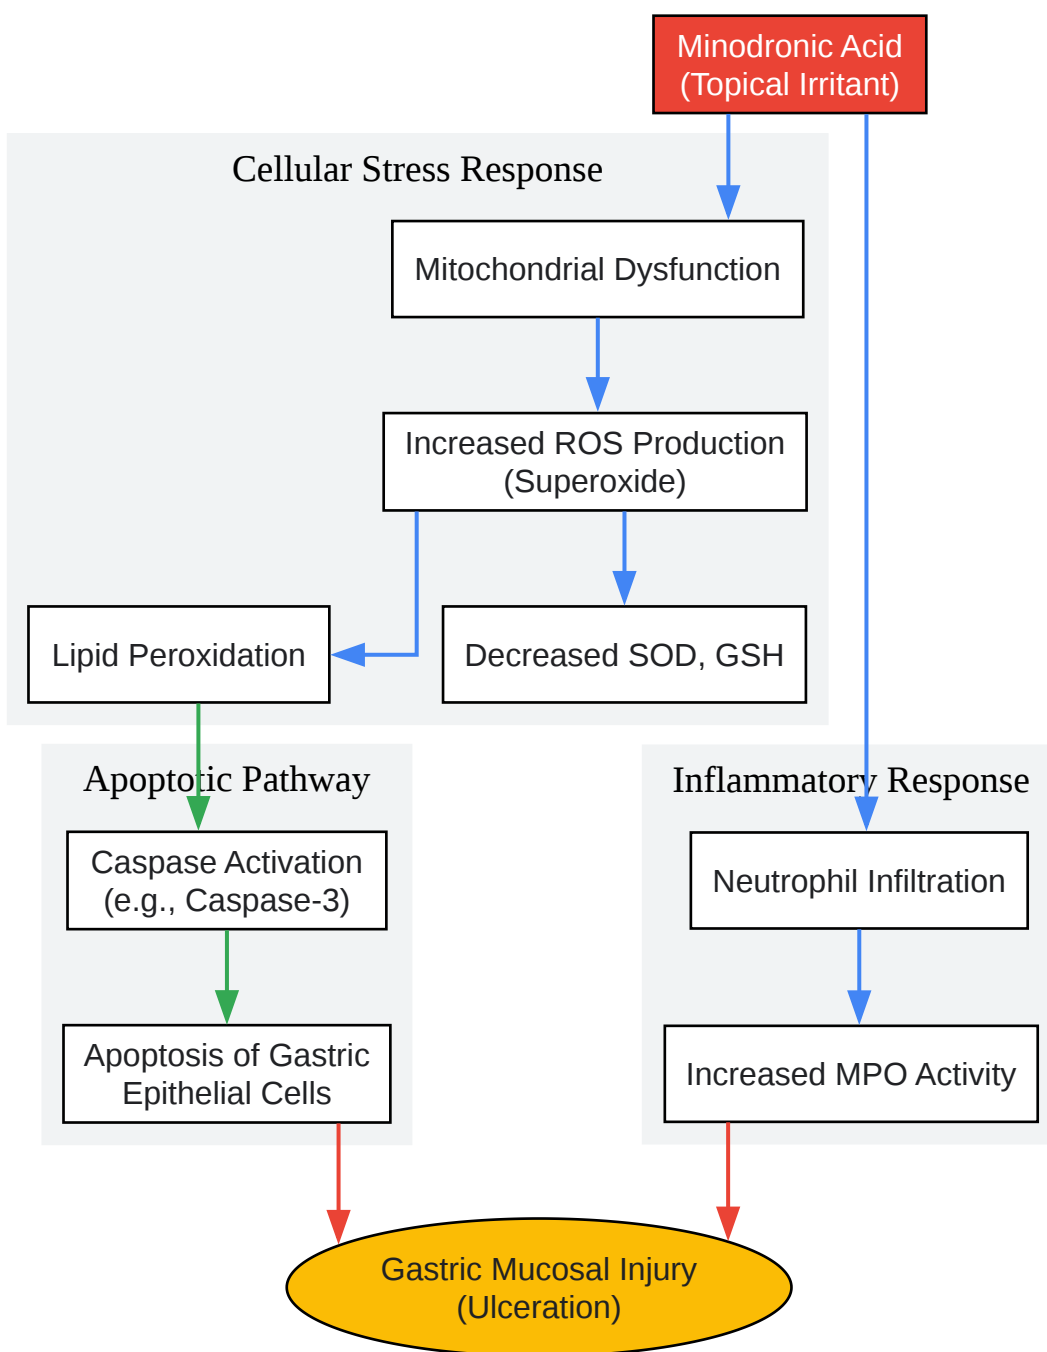 Minodronic Acid
(Topical Irritant)
Cellular Stress Response
Mitochondrial Dysfunction
Increased ROS Production
(Superoxide)
Lipid Peroxidation
Decreased SOD, GSH
Apoptotic Pathway
Caspase Activation
(e.g., Caspase-3)
Apoptosis of Gastric
Epithelial Cells
Inflammatory Response
Neutrophil Infiltration
Increased MPO Activity
Gastric Mucosal Injury
(Ulceration)